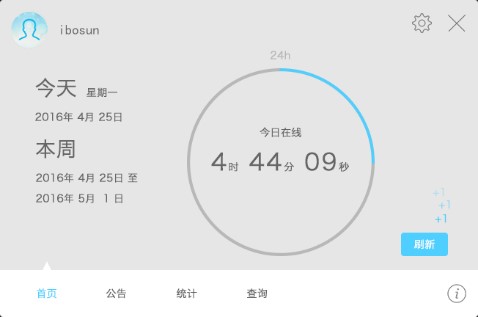 ibosun
24h
今天 星期一
2016年 4月 25日
本周
2016年 4月 25日 至
2016年 5月 1日
今日在线
4时 44分 09秒
+1
+1
+1
刷新
首页 公告 统计 查询